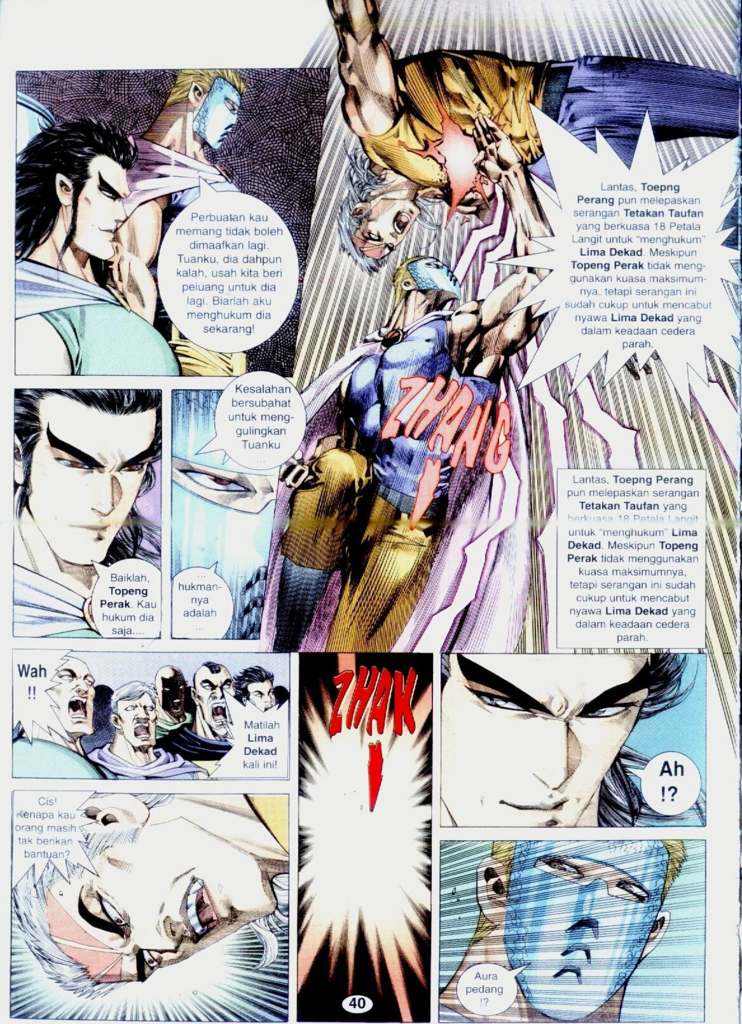 Perbuatan kau
memang tidak boleh
dimaafkan lagi.
Tuanku, dia dahpun
kalah, usah kita beri
peluang untuk dia
lagi. Biarlah aku
menghukum dia
sekarang!
Lantas, Toepng
Perang pun melepaskan
serangan Tetakan Taufan
yang berkuasa 18 Petala
Langit untuk "menghukum"
Lima Dekad. Meskipun
Topeng Perak tidak meng-
gunakan kuasa maksimum-
nya, tetapi serangan ini
sudah cukup untuk mencabut
nyawa Lima Dekad yang
dalam keadaan cedera
parah.
ZHANG
!
Baiklah,
Topeng
Perak. Kau
hukum dia
saja....
Kesalahan
bersubahat
untuk meng-
gulingkan
Tuanku
...
hukman-
nya
adalah
Lantas, Toepng Perang
pun melepaskan serangan
Tetakan Taufan yang
berkuasa 18 Petala Langit
untuk "menghukum" Lima
Dekad. Meskipun Topeng
Perak tidak menggunakan
kuasa maksimumnya,
tetapi serangan ini sudah
cukup untuk mencabut
nyawa Lima Dekad yang
dalam keadaan cedera
parah.
Wah
!!
Matilah
Lima
Dekad
kali ini!
ZHAK
!
Ah
!?
Cis!
Kenapa kau
orang masih
tak berikan
bantuan?
Aura
pedang
!?
40